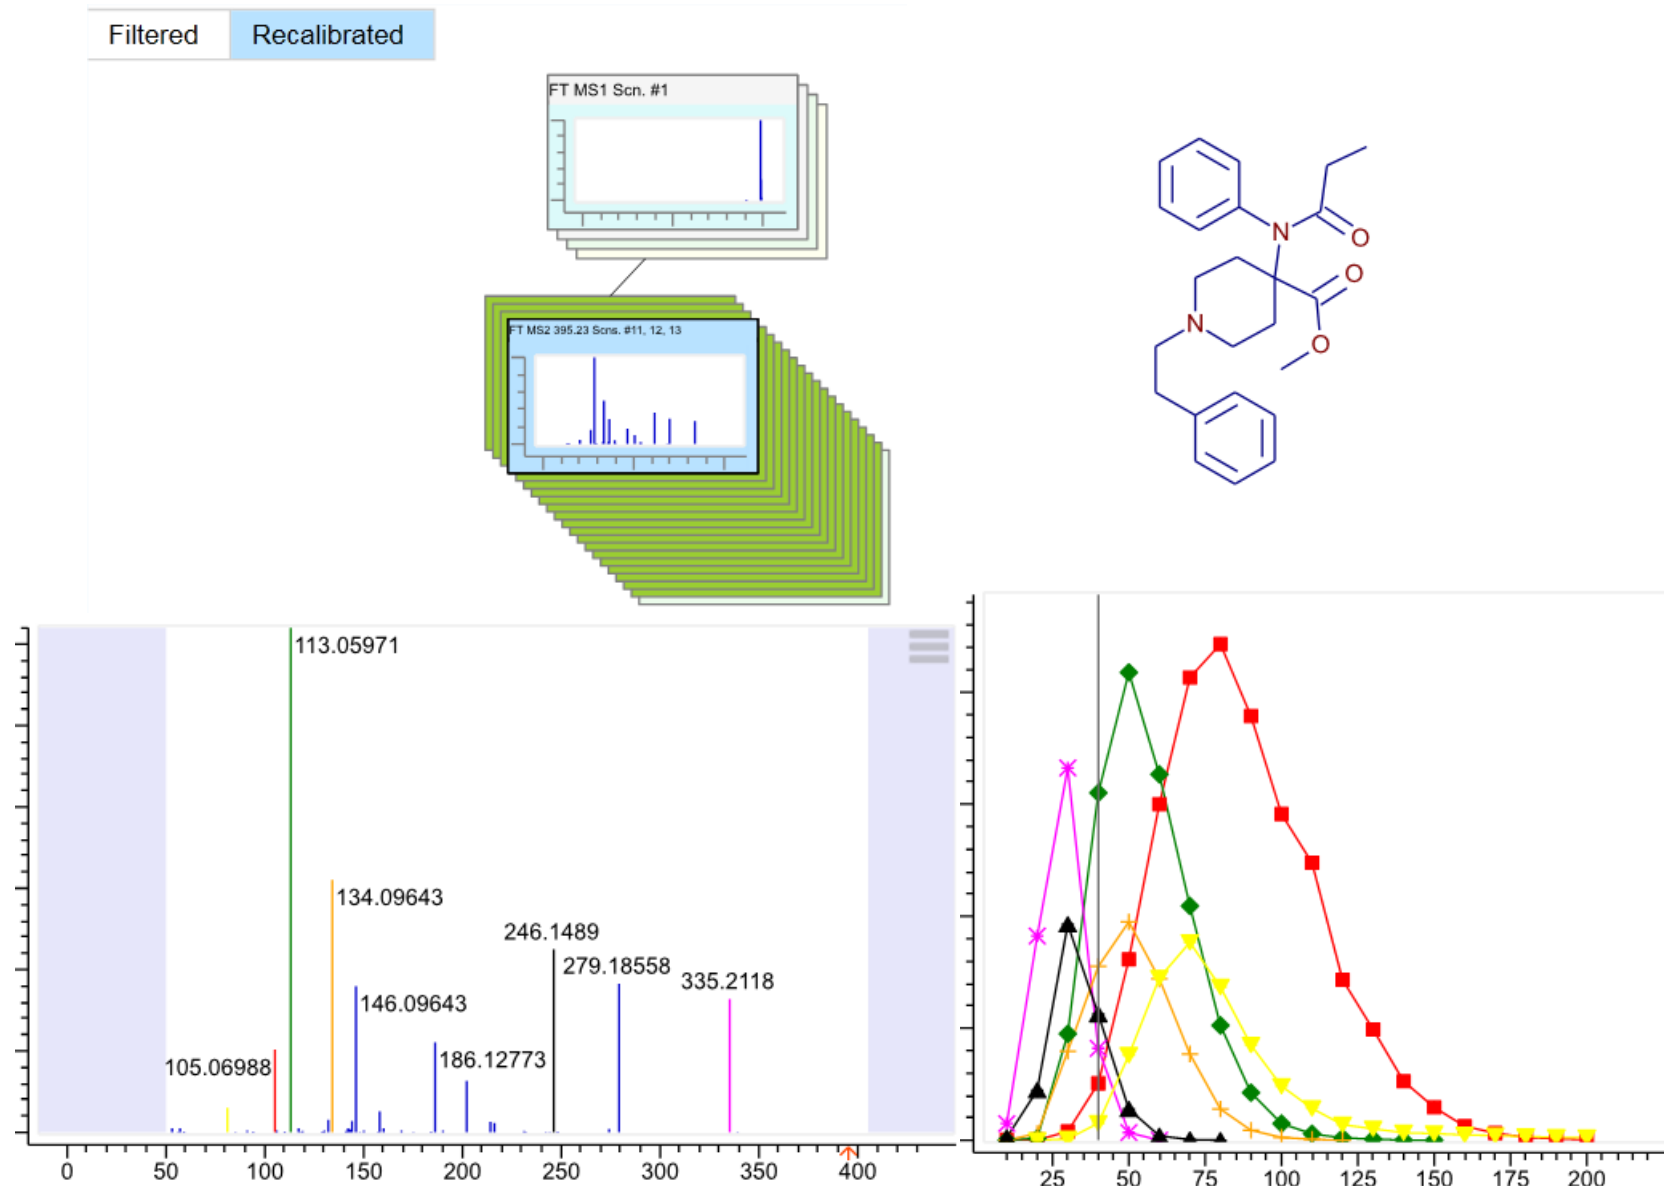 Filtered Recalibrated
FT MS1 Scn. #1
FT MS2 395.23 Scns. #11, 12, 13
N
O
O
N
O
113.05971
134.09643
246.1489
279.18558
335.2118
146.09643
105.06988
186.12773
0 50 100 150 200 250 300 350 400
25 50 75 100 125 150 175 200